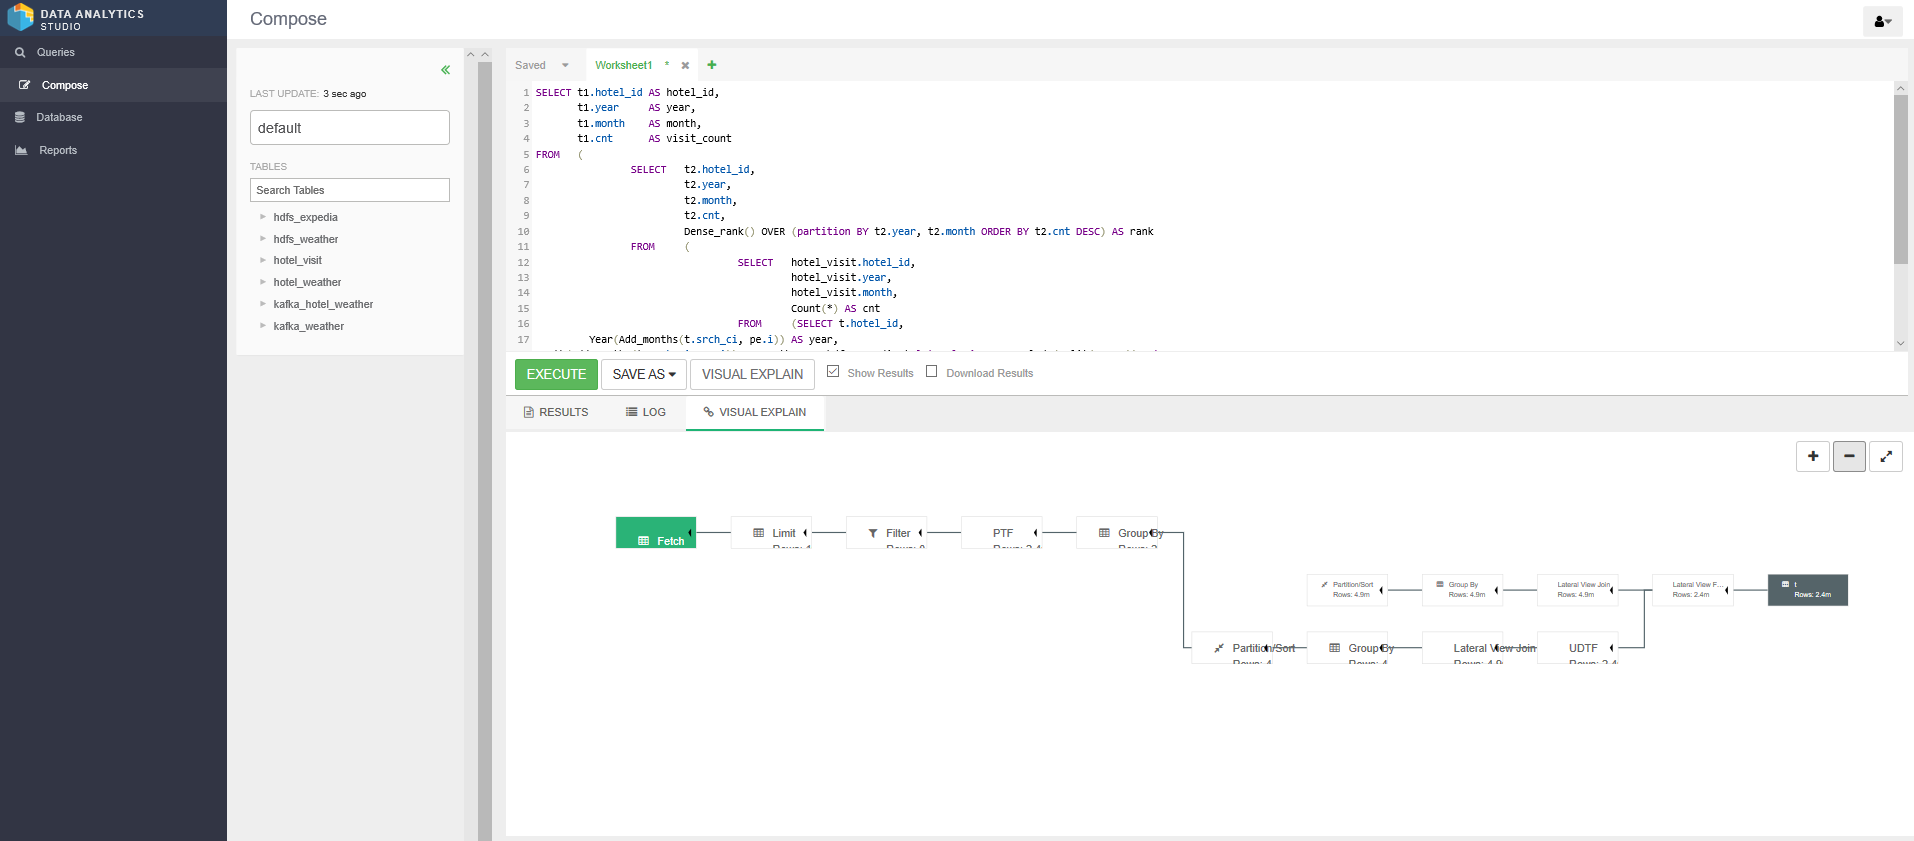 DATA ANALYTICS
STUDIO
Queries
Compose
Database
Reports
Compose
LAST UPDATE: 3 sec ago
default
TABLES
Search Tables
hdfs_expedia
hdfs_weather
hotel_visit
hotel_weather
kafka_hotel_weather
kafka_weather
Saved
Worksheet1 *
1 SELECT t1.hotel_id AS hotel_id,
2 t1.year AS year,
3 t1.month AS month,
4 t1.cnt AS visit_count
5 FROM (
6 SELECT t2.hotel_id,
7 t2.year,
8 t2.month,
9 t2.cnt,
10 Dense_rank() OVER (partition BY t2.year, t2.month ORDER BY t2.cnt DESC) AS rank
11 FROM (
12 SELECT hotel_visit.hotel_id,
13 hotel_visit.year,
14 hotel_visit.month,
15 Count(*) AS cnt
16 FROM (SELECT t.hotel_id,
17 Year(Add_months(t.srch_ci, pe.i)) AS year,
EXECUTE
SAVE AS
VISUAL EXPLAIN
Show Results
Download Results
RESULTS
LOG
VISUAL EXPLAIN
Fetch
Limit
Filter
PTF
Group By
Partition/Sort
Rows: 4.9m
Group By
Rows: 4.9m
Lateral View Join
Rows: 4.9m
Lateral View F...
Rows: 2.4m
t
Rows: 2.4m
Partition/Sort
Group By
Lateral View Join
UDTF